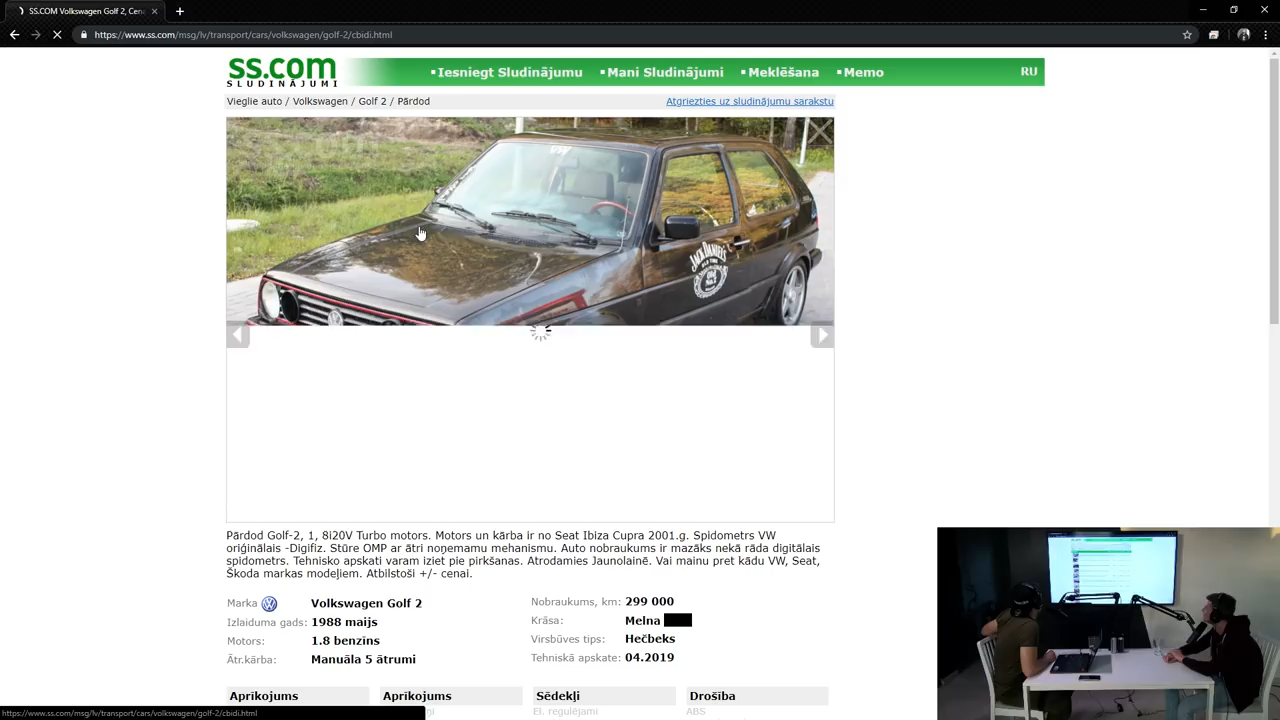 SS.COM Volkswagen Golf 2, Cena
https://www.ss.com/msg/lv/transport/cars/volkswagen/golf-2/cbidi.html
ss.com
SLUDINĀJUMI
Iesniegt Sludinājumu
Mani Sludinājumi
Meklēšana
Memo
RU
Vieglie auto / Volkswagen / Golf 2 / Pārdod
Atgriezties uz sludinājumu sarakstu
JACK DANIEL'S
Pārdod Golf-2, 1, 8i20V Turbo motors. Motors un kārba ir no Seat Ibiza Cupra 2001.g. Spidometrs VW
oriģinālais -Digifiz. Stūre OMP ar ātri noņemamu mehanismu. Auto nobraukums ir mazāks nekā rāda digitālais
spidometrs. Tehnisko apskati varam iziet pie pirkšanas. Atrodamies Jaunolainē. Vai mainu pret kādu VW, Seat,
Škoda markas modeļiem. Atbilstoši +/- cenai.
Marka Volkswagen Golf 2
Izlaiduma gads: 1988 maijs
Motors: 1.8 benzīns
Ātr.kārba: Manuāla 5 ātrumi
Nobraukums, km: 299 000
Krāsa: Melna
Virsbūves tips: Hečbeks
Tehniskā apskate: 04.2019
Aprīkojums
Aprīkojums
Sēdekļi
Drošība
El. regulējami
ABS
https://www.ss.com/msg/lv/transport/cars/volkswagen/golf-2/cbidi.html